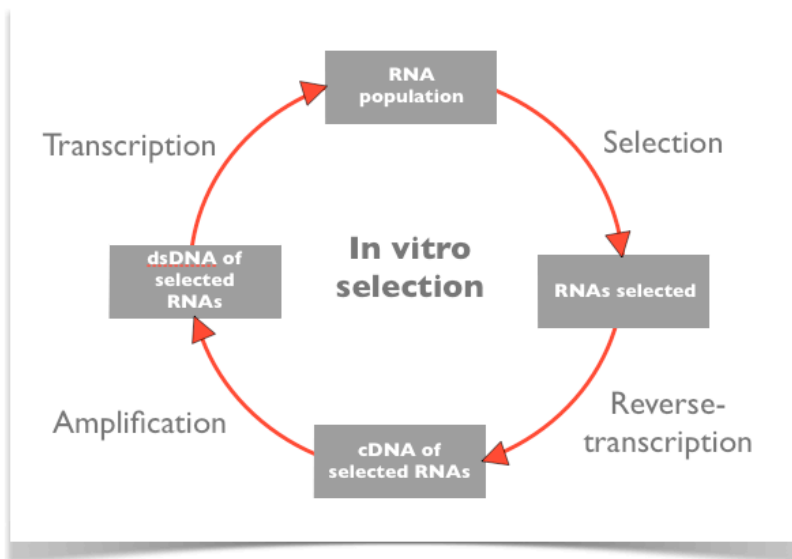 RNA
population
Transcription
Selection
In vitro
selection
dsDNA of
selected
RNAs
RNAs selected
Amplification
Reverse-
transcription
cDNA of
selected RNAs